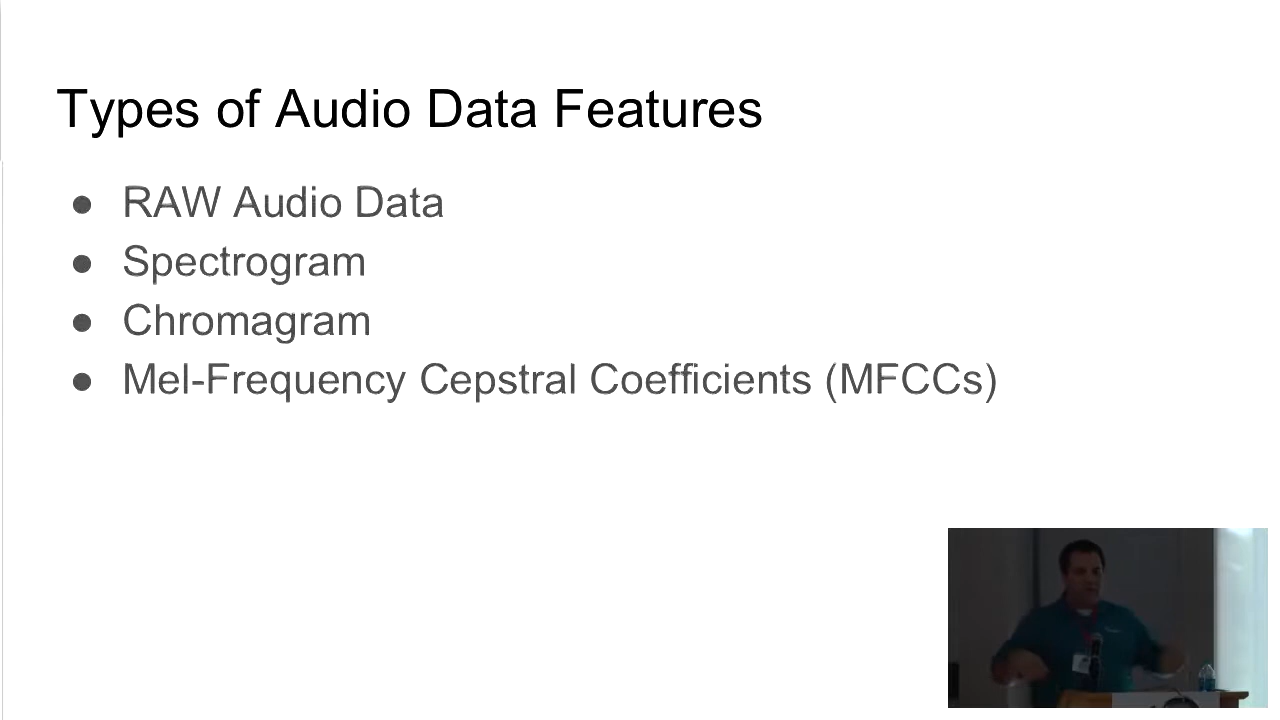 Types of Audio Data Features
● RAW Audio Data
● Spectrogram
● Chromagram
● Mel-Frequency Cepstral Coefficients (MFCCs)